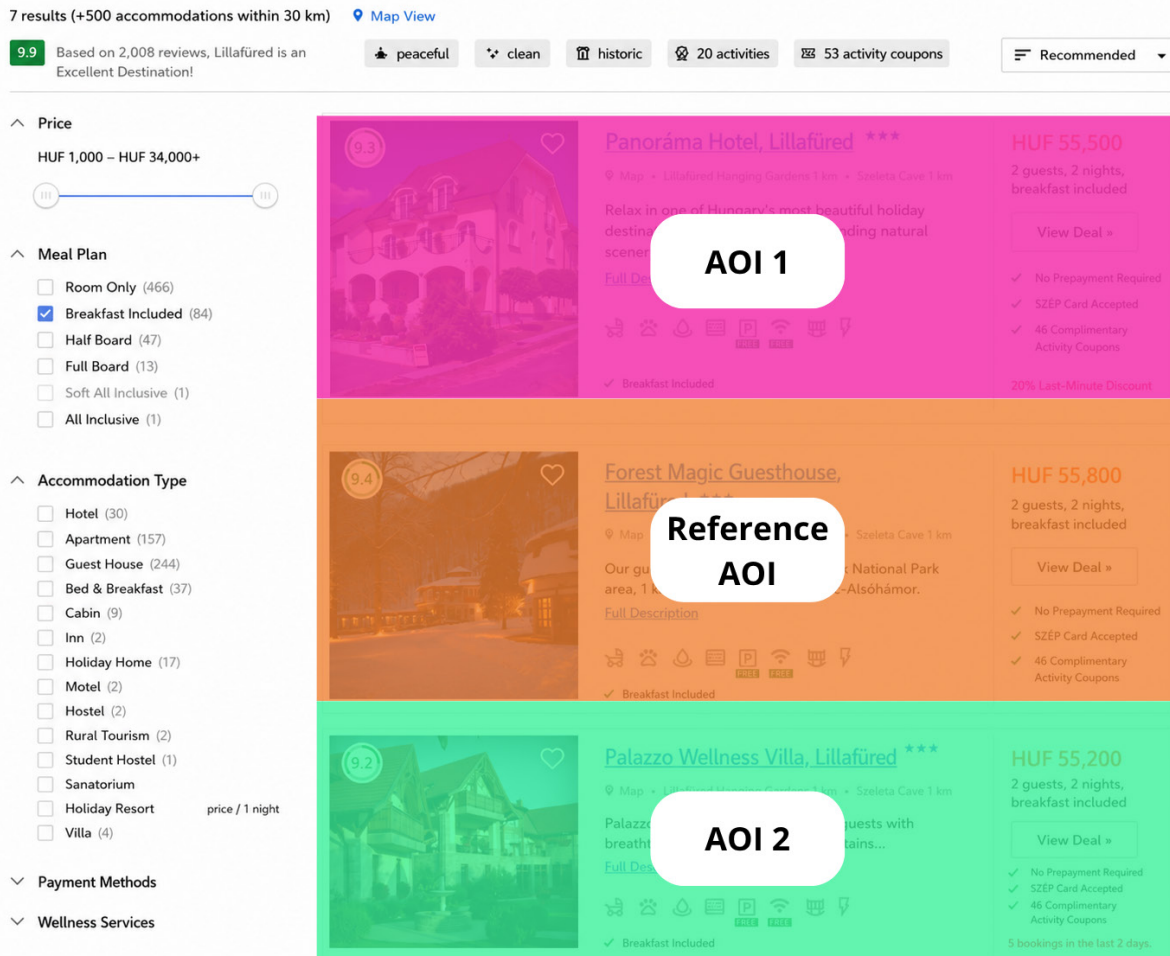 7 results (+500 accommodations within 30 km) Map View
9.9 Based on 2,008 reviews, Lillafüred is an
Excellent Destination!
peaceful clean historic 20 activities 53 activity coupons Recommended
Price
HUF 1,000 – HUF 34,000+
Meal Plan
Room Only (466)
Breakfast Included (84)
Half Board (47)
Full Board (13)
Soft All Inclusive (1)
All Inclusive (1)
Accommodation Type
Hotel (30)
Apartment (157)
Guest House (244)
Bed & Breakfast (37)
Cabin (9)
Inn (2)
Holiday Home (17)
Motel (2)
Hostel (2)
Rural Tourism (2)
Student Hostel (1)
Sanatorium
Holiday Resort price / 1 night
Villa (4)
Payment Methods
Wellness Services
9.3
Panoráma Hotel, Lillafüred
Map • Lillafüred Hanging Gardens 1 km • Szeleta Cave 1 km
Relax in one of Hungary's most beautiful holiday
natural
Full
AOI 1
P
FREE FREE
Breakfast Included
HUF 55,500
2 guests, 2 nights,
breakfast included
View Deal »
No Prepayment Required
SZÉP Card Accepted
46 Complimentary
Activity Coupons
20% Last-Minute Discount
9.4
Forest Magic Guesthouse,
Map Szeleta Cave 1 km
Our National Park
area, 1 -Alsóhámor.
Full Description
Reference
AOI
P
FREE FREE
Breakfast Included
HUF 55,800
2 guests, 2 nights,
breakfast included
View Deal »
No Prepayment Required
SZÉP Card Accepted
46 Complimentary
Activity Coupons
9.2
Palazzo Wellness Villa, Lillafüred
Map • Lillafüred Hanging Gardens 1 km • Szeleta Cave 1 km
guests with
Full
AOI 2
P
FREE FREE
Breakfast Included
HUF 55,200
2 guests, 2 nights,
breakfast included
View Deal »
No Prepayment Required
SZÉP Card Accepted
46 Complimentary
Activity Coupons
5 bookings in the last 2 days.